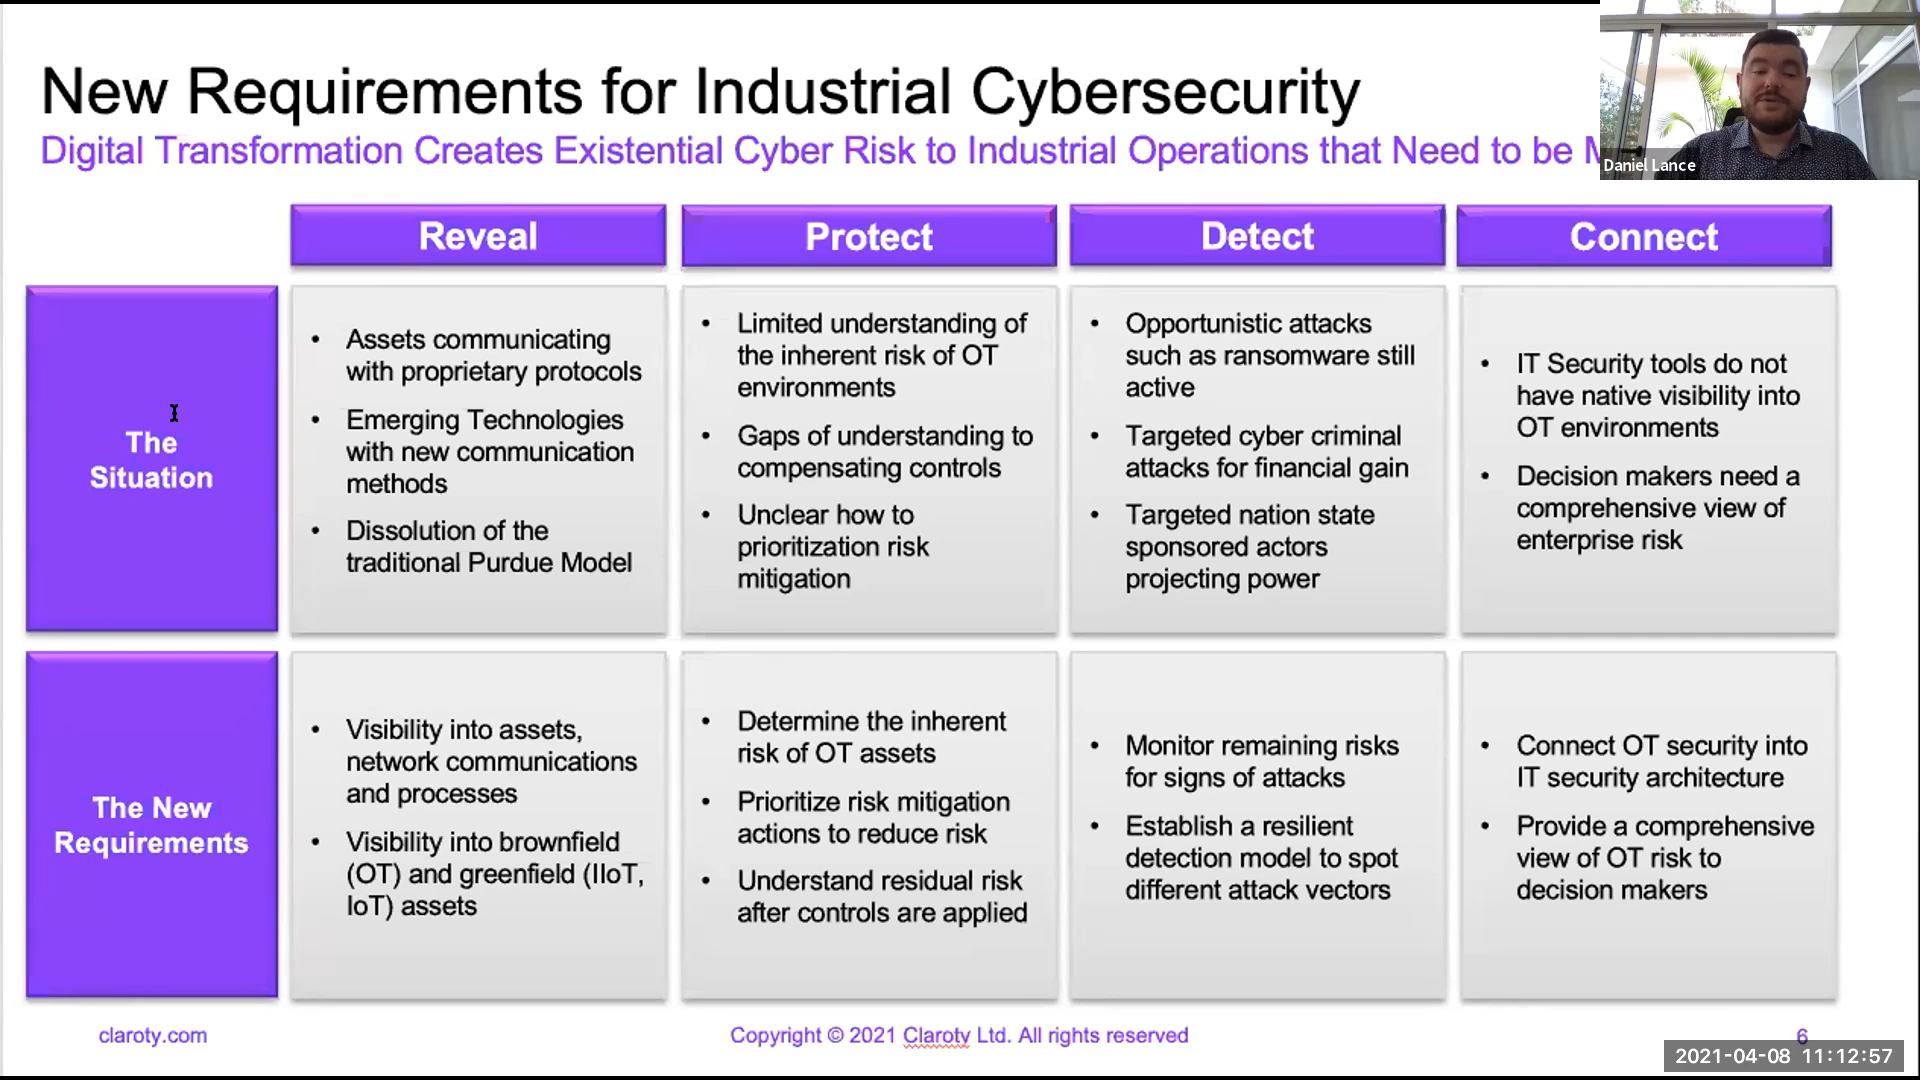 New Requirements for Industrial Cybersecurity
Digital Transformation Creates Existential Cyber Risk to Industrial Operations that Need to be
Daniel Lance
Reveal
Protect
Detect
Connect
The
Situation
• Assets communicating
with proprietary protocols
• Emerging Technologies
with new communication
methods
• Dissolution of the
traditional Purdue Model
• Limited understanding of
the inherent risk of OT
environments
• Gaps of understanding to
compensating controls
• Unclear how to
prioritization risk
mitigation
• Opportunistic attacks
such as ransomware still
active
• Targeted cyber criminal
attacks for financial gain
• Targeted nation state
sponsored actors
projecting power
• IT Security tools do not
have native visibility into
OT environments
• Decision makers need a
comprehensive view of
enterprise risk
The New
Requirements
• Visibility into assets,
network communications
and processes
• Visibility into brownfield
(OT) and greenfield (IIoT,
IoT) assets
• Determine the inherent
risk of OT assets
• Prioritize risk mitigation
actions to reduce risk
• Understand residual risk
after controls are applied
• Monitor remaining risks
for signs of attacks
• Establish a resilient
detection model to spot
different attack vectors
• Connect OT security into
IT security architecture
• Provide a comprehensive
view of OT risk to
decision makers
claroty.com
Copyright © 2021 Claroty Ltd. All rights reserved
6
2021-04-08 11:12:57